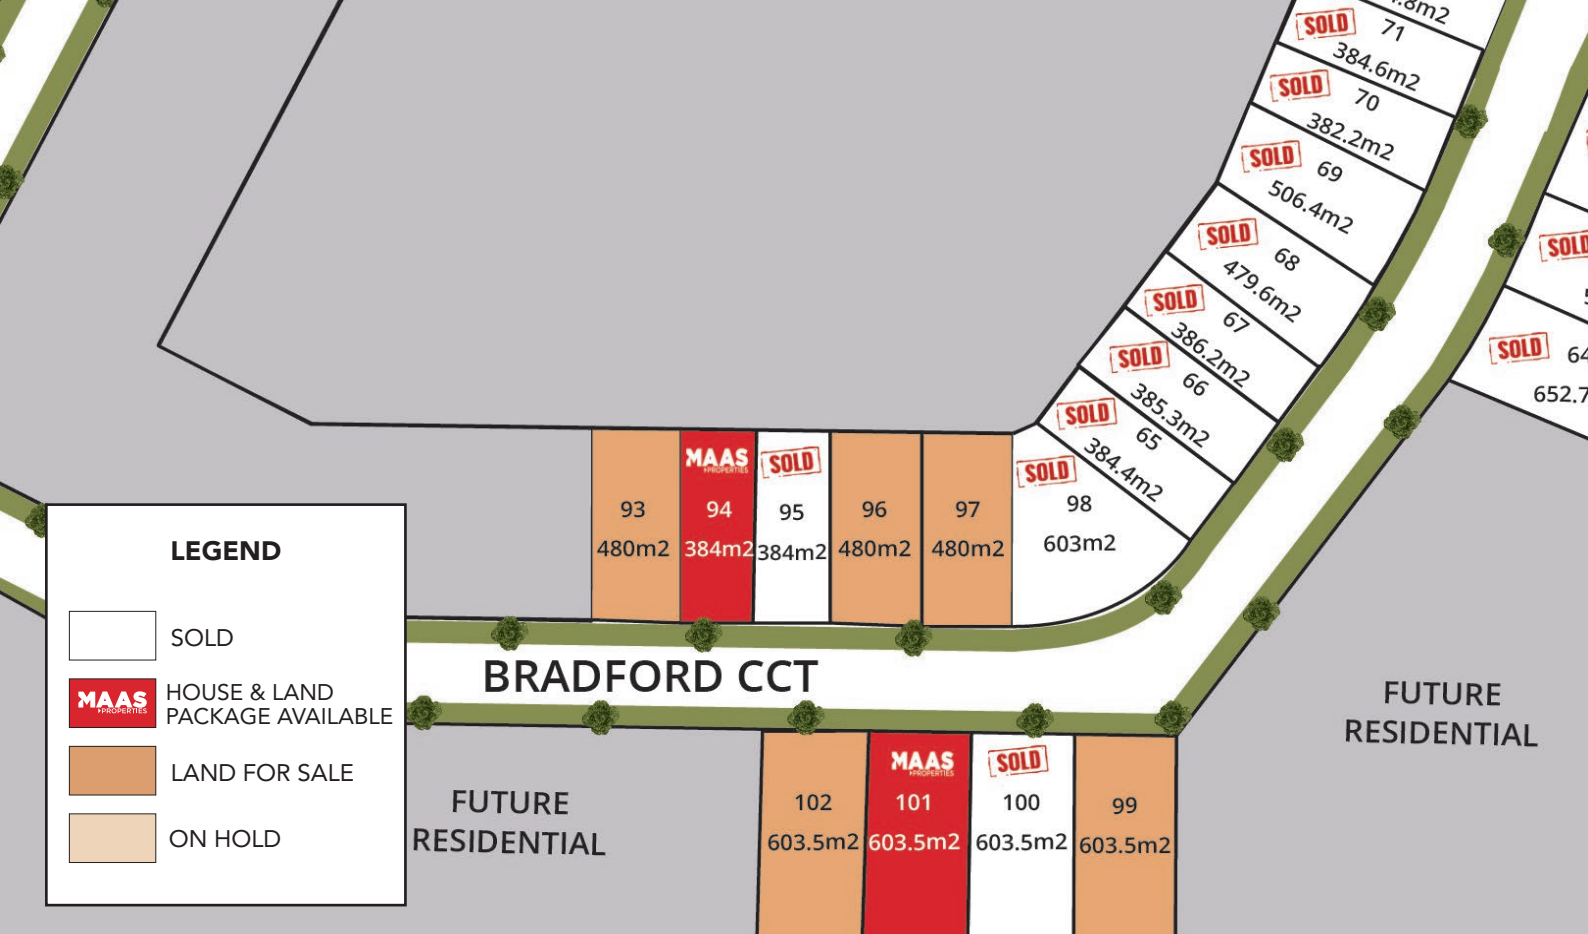 .8m2
SOLD
71
384.6m2
SOLD
70
382.2m2
SOLD
69
506.4m2
SOLD
68
479.6m2
SOLD
67
386.2m2
SOLD
66
385.3m2
SOLD
65
384.4m2
SOLD
98
603m2
SOLD
SOLD
64
652.7
93
480m2
MAAS
PROPERTIES
94
384m2
SOLD
95
384m2
96
480m2
97
480m2
BRADFORD CCT
LEGEND
SOLD
MAAS
PROPERTIES
HOUSE & LAND
PACKAGE AVAILABLE
LAND FOR SALE
ON HOLD
FUTURE
RESIDENTIAL
102
603.5m2
MAAS
PROPERTIES
101
603.5m2
SOLD
100
603.5m2
99
603.5m2
FUTURE
RESIDENTIAL